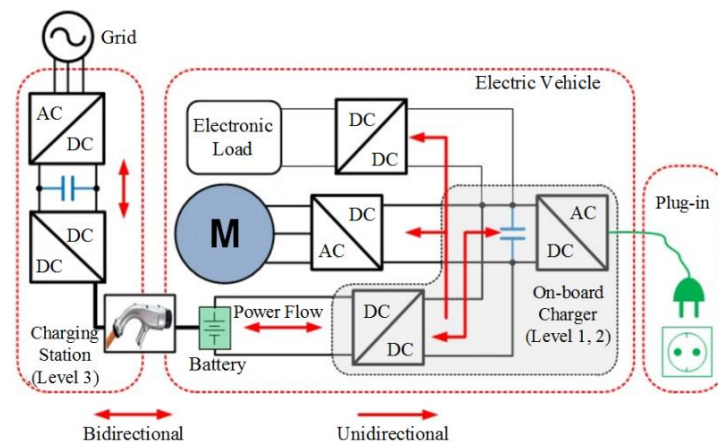 Grid
AC
DC
DC
DC
Charging
Station
(Level 3)
Electric Vehicle
Electronic
Load
DC
DC
M
DC
AC
Power Flow
Battery
DC
DC
AC
DC
On-board
Charger
(Level 1, 2)
Plug-in
Bidirectional
Unidirectional